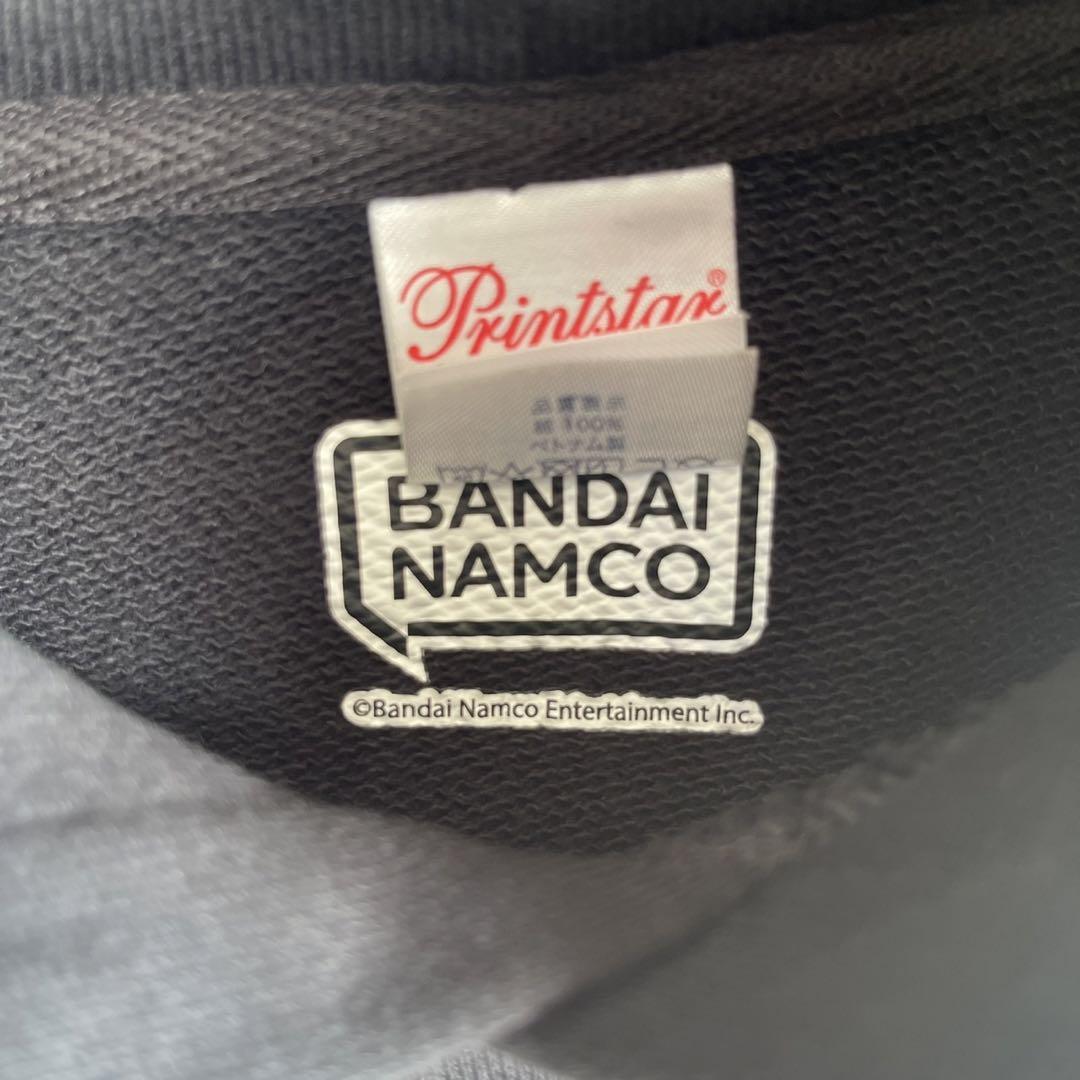 Printstar®
品質表示
綿 100%
ベトナム製
BANDAI
NAMCO
©Bandai Namco Entertainment Inc.